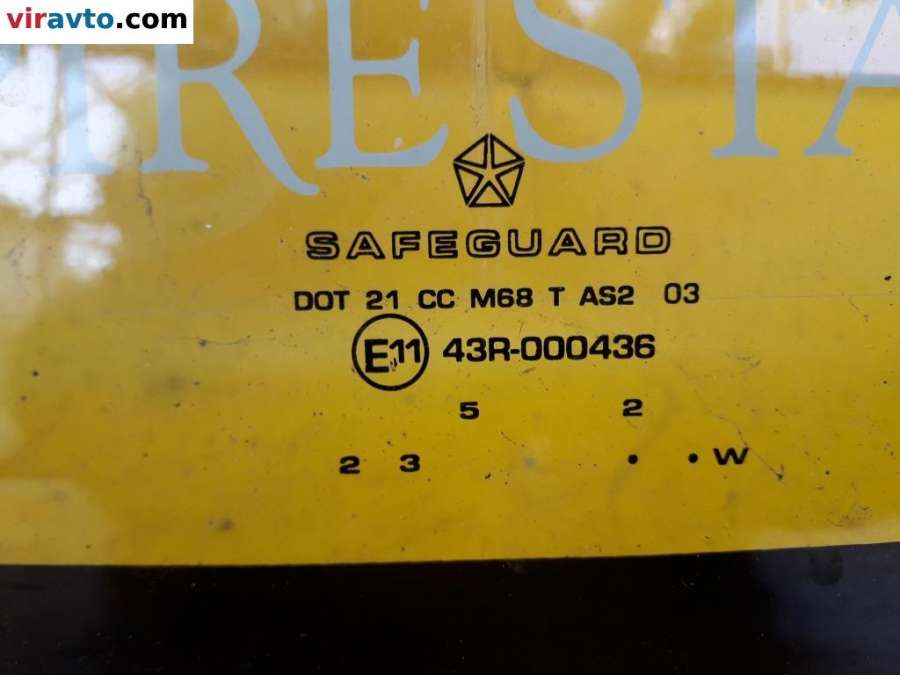 viravto.com
RESTA
SAFEGUARD
DOT 21 CC M68 T AS2 03
E11 43R-000436
5 2
2 3 . . W